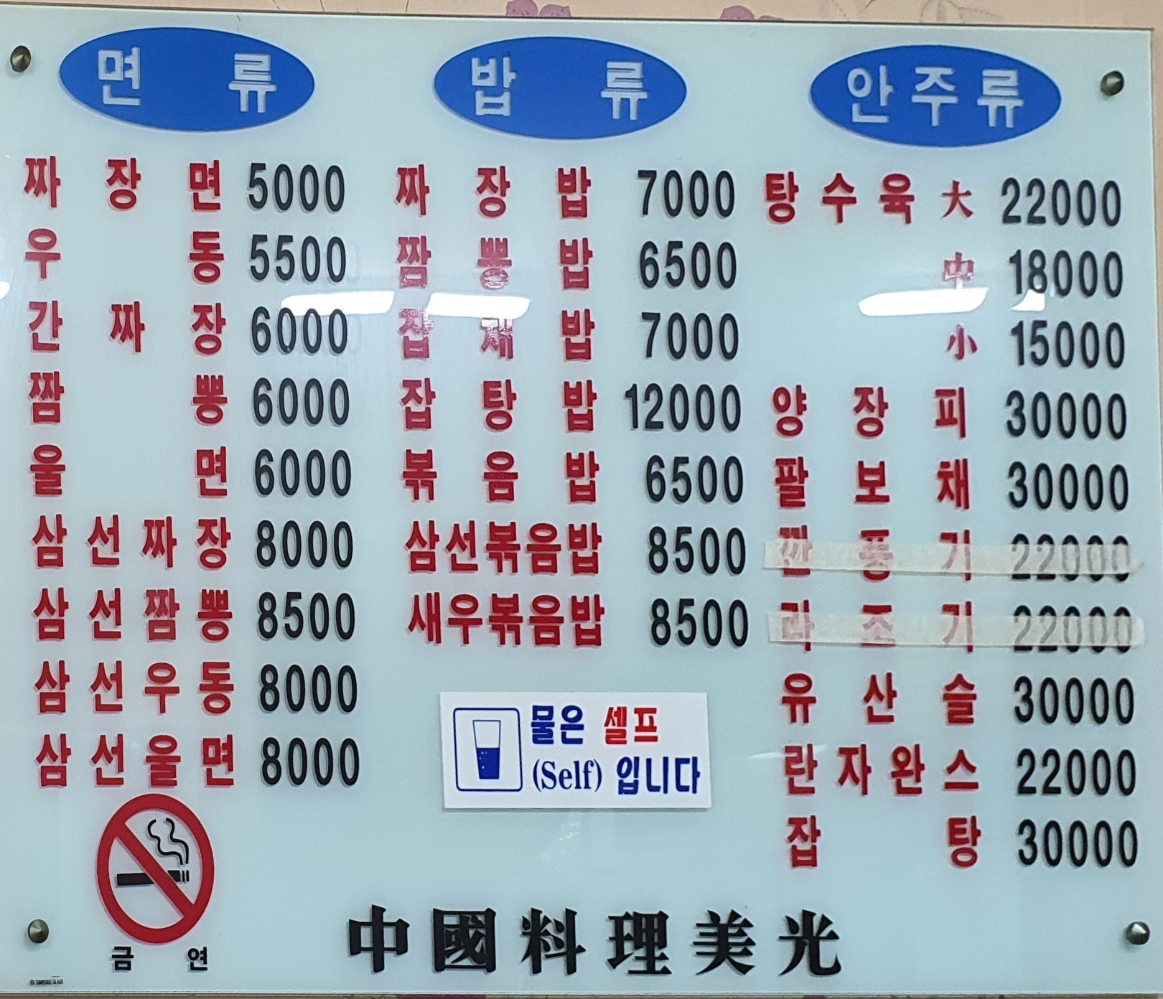 면 류
짜 장 면 5000
우 동 5500
간 짜 장 6000
짬 뽕 6000
울 면 6000
삼 선 짜 장 8000
삼 선 짬 뽕 8500
삼 선 우 동 8000
삼 선 울 면 8000
밥 류
짜 장 밥 7000
짬 뽕 밥 6500
잡 채 밥 7000
잡 탕 밥 12000
볶 음 밥 6500
삼선볶음밥 8500
새우볶음밥 8500
안주류
탕 수 육 大 22000
中 18000
小 15000
양 장 피 30000
팔 보 채 30000
깐 풍 기 22000
라 조 기 22000
유 산 슬 30000
란 자 완 스 22000
잡 탕 30000
물은 셀프
(Self) 입니다
금 연
中國料理美光